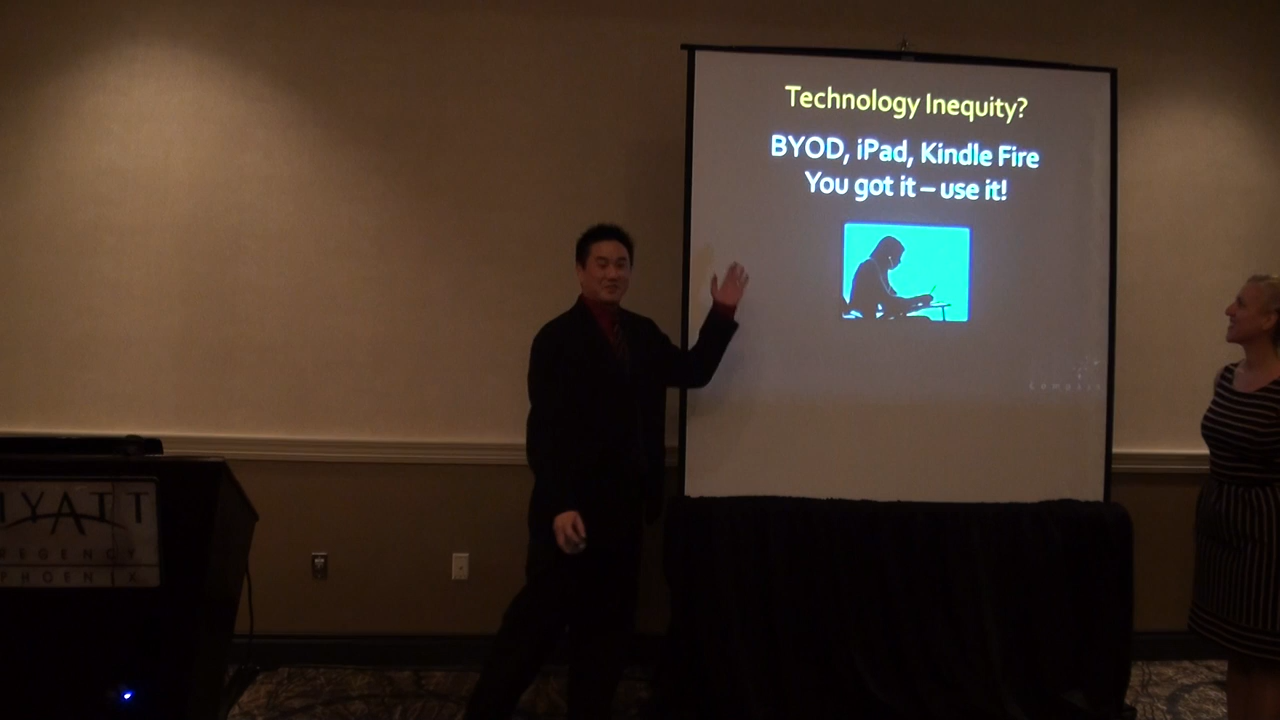 Technology Inequity?
BYOD, iPad, Kindle Fire
You got it – use it!
HYATT
REGENCY
PHOENIX